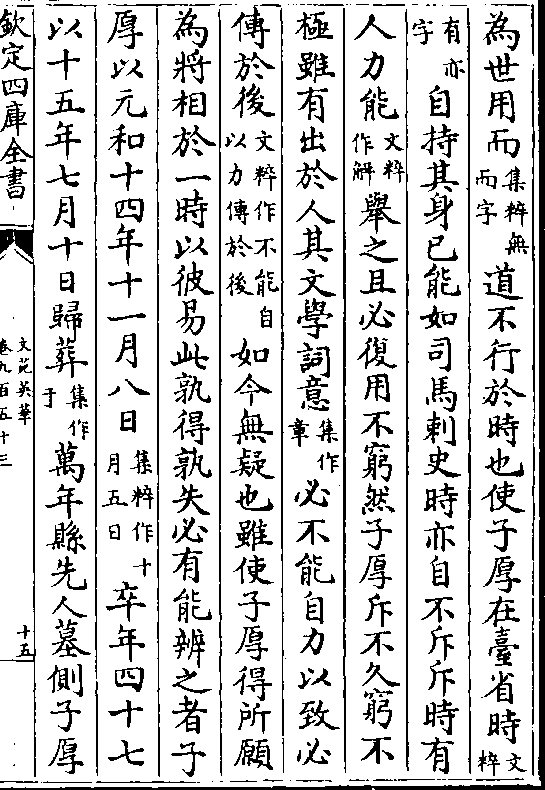 為世用而集粹無而字道不行於時也使子厚在臺省時文粹
有亦字自持其身已能如司馬刺史時亦自不斥斥時有
人力能文粹作解舉之且必復用不窮然子厚斥不久窮不
極雖有出於人其文學詞意集作章必不能自力以致必
傳於後文粹作不能自以力傳於後如今無疑也雖使子厚得所願
為將相於一時以彼易此孰得孰失必有能辨之者子
厚以元和十四年十一月八日集粹作十月五日卒年四十七
以十五年七月十日歸葬集作于萬年縣先人墓側子厚
欽定四庫全書
文苑英華
卷九百五十三
十五